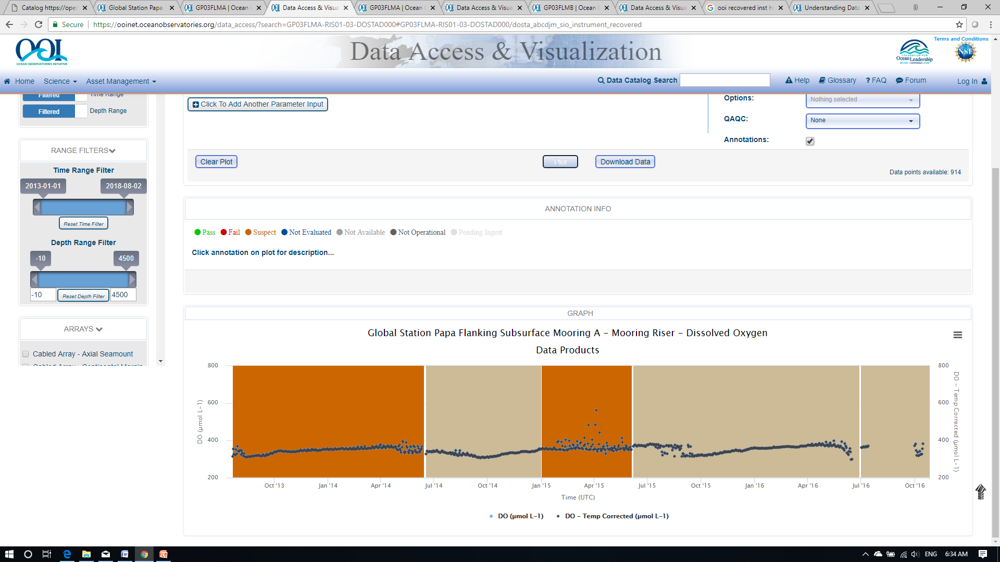 Catalog https://oper
Global Station Papa
GP03FLMA | Ocean
Data Access & Visua
GP03FLMA | Ocean
Data Access & Visua
GP03FLMB | Ocean
Data Access & Visua
ooi recovered inst h
Understanding Data
Secure
https://ooinet.oceanobservatories.org/data_access/?search=GP03FLMA-RIS01-03-DOSTAD000#GP03FLMA-RIS01-03-DOSTAD000/dosta_abcdjm_sio_instrument_recovered
OOI
OCEAN OBSERVATORIES INITIATIVE
Data Access & Visualization
CONSORTIUM FOR
Ocean Leadership
Terms and Conditions
NSF
Home Science Asset Management
Data Catalog Search
Help Glossary ? FAQ Forum
Log In
Filtered Time Range
Filtered Depth Range
Click To Add Another Parameter Input
Options: Nothing selected
QAQC: None
Annotations:
Clear Plot Plot Download Data
Data points available: 914
RANGE FILTERS
Time Range Filter
2013-01-01 2018-08-02
Reset Time Filter
Depth Range Filter
-10 4500
-10 Reset Depth Filter 4500
ARRAYS
Cabled Array - Axial Seamount
Cabled Array - Continental Margin
ANNOTATION INFO
Pass Fail Suspect Not Evaluated Not Available Not Operational Pending Ingest
Click annotation on plot for description...
GRAPH
Global Station Papa Flanking Subsurface Mooring A - Mooring Riser - Dissolved Oxygen
Data Products
800
600
400
200
DO (µmol L-1)
800
600
400
200
DO - Temp Corrected (µmol L-1)
Oct '13 Jan '14 Apr '14 Jul '14 Oct '14 Jan '15 Apr '15 Jul '15 Oct '15 Jan '16 Apr '16 Jul '16 Oct '16
Time (UTC)
DO (µmol L-1) DO - Temp Corrected (µmol L-1)
ENG 6:34 AM